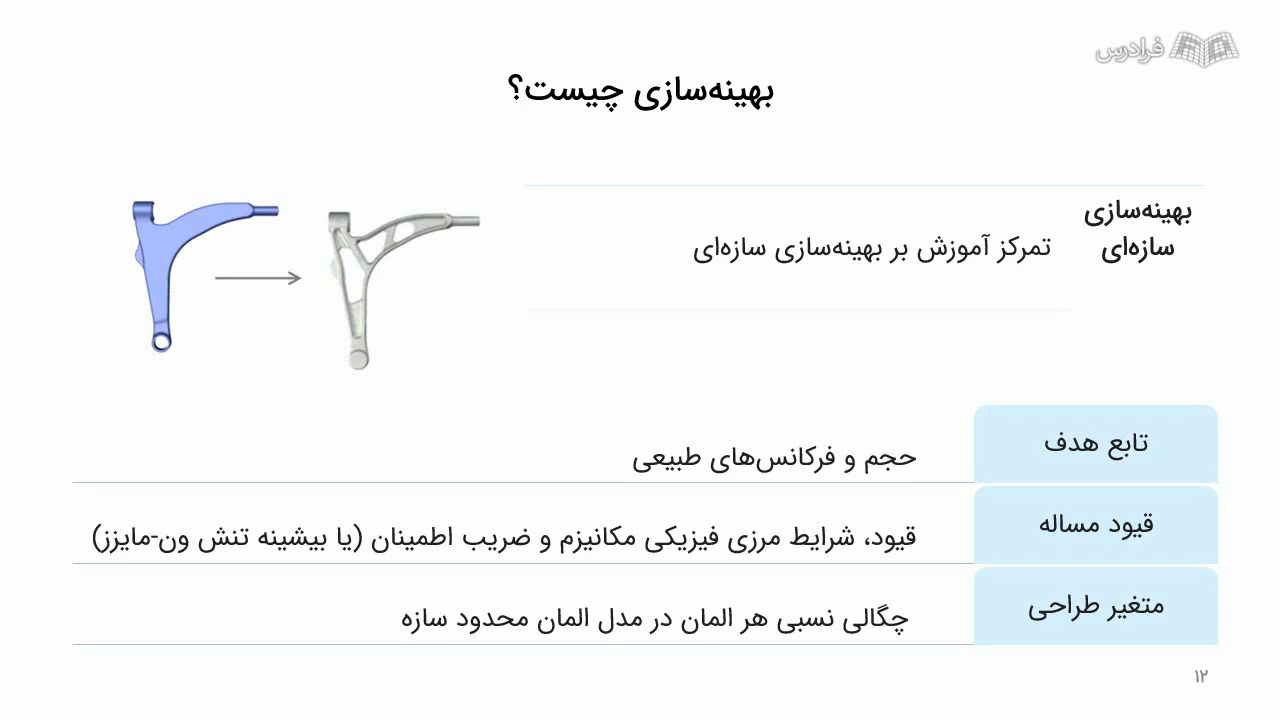 فرادرس
بهینه‌سازی چیست؟
بهینه‌سازی
سازه‌ای
تمرکز آموزش بر بهینه‌سازی سازه‌ای
تابع هدف
حجم و فرکانس‌های طبیعی
قیود مساله
قیود، شرایط مرزی فیزیکی مکانیزم و ضریب اطمینان (یا بیشینه تنش ون-مایزز)
متغیر طراحی
چگالی نسبی هر المان در مدل المان محدود سازه
۱۲